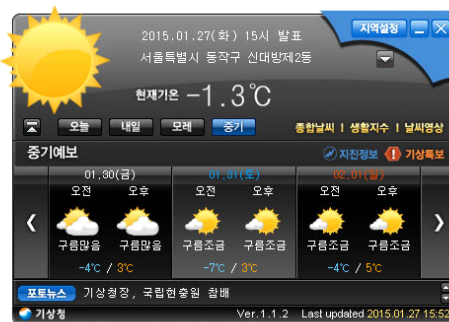 2015.01.27(화) 15시 발표
지역설정
서울특별시 동작구 신대방제2동
현재기온 -1.3℃
오늘 내일 모레 중기
종합날씨 ! 생활지수 ! 날씨영상
중기예보 지진정보 기상특보
01.30(금) 01.31(토) 02.01(일)
오전 오후 오전 오후 오전 오후
구름많음 구름많음 구름조금 구름조금 구름조금 구름조금
-4℃ / 3℃ -7℃ / 3℃ -4℃ / 5℃
포토뉴스 기상청장, 국립현충원 참배
기상청 Ver.1.1.2 Last updated 2015.01.27 15:52